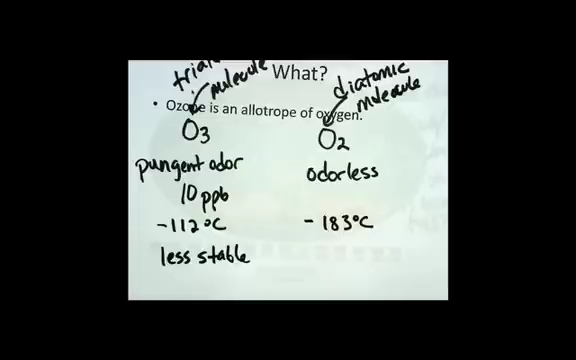 What?
molecule
diatomic
molecule
• Ozone is an allotrope of oxygen.
O3 O2
pungent odor odorless
10 ppb
-112°C - 183°C
less stable